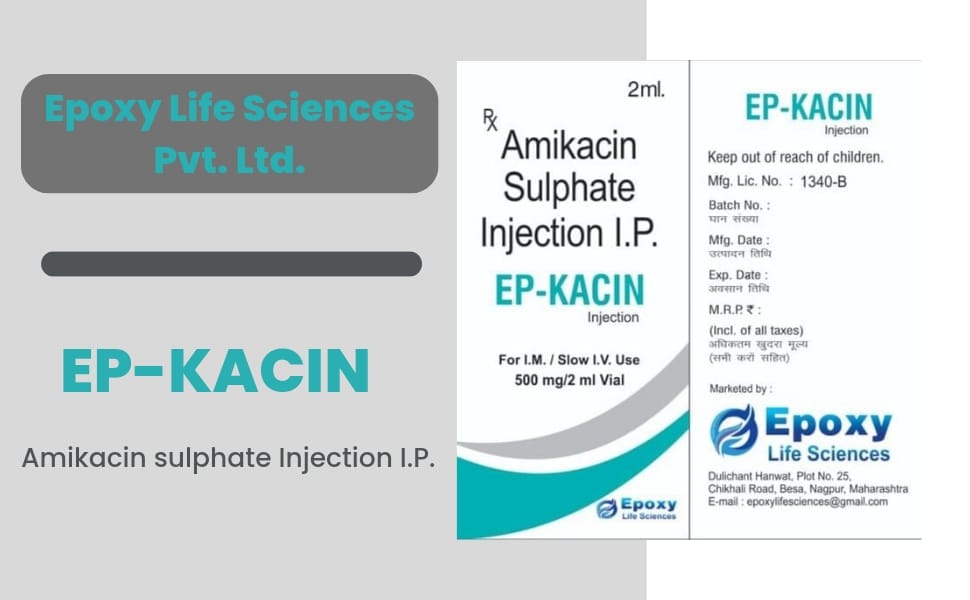 Epoxy Life Sciences
Pvt. Ltd.
EP-KACIN
Amikacin sulphate Injection I.P.
2ml.
Rx
Amikacin
Sulphate
Injection I.P.
EP-KACIN
Injection
For I.M. / Slow I.V. Use
500 mg/2 ml Vial
Epoxy
Life Sciences
EP-KACIN
Injection
Keep out of reach of children.
Mfg. Lic. No. : 1340-B
Batch No. :
घान संख्या
Mfg. Date :
उत्पादन तिथि
Exp. Date :
अवसान तिथि
M.R.P. ₹ :
(Incl. of all taxes)
अधिकतम खुदरा मूल्य
(सभी करों सहित)
Marketed by :
Epoxy
Life Sciences
Dulichant Hanwat, Plot No. 25,
Chikhali Road, Besa, Nagpur, Maharashtra
E-mail : epoxylifesciences@gmail.com